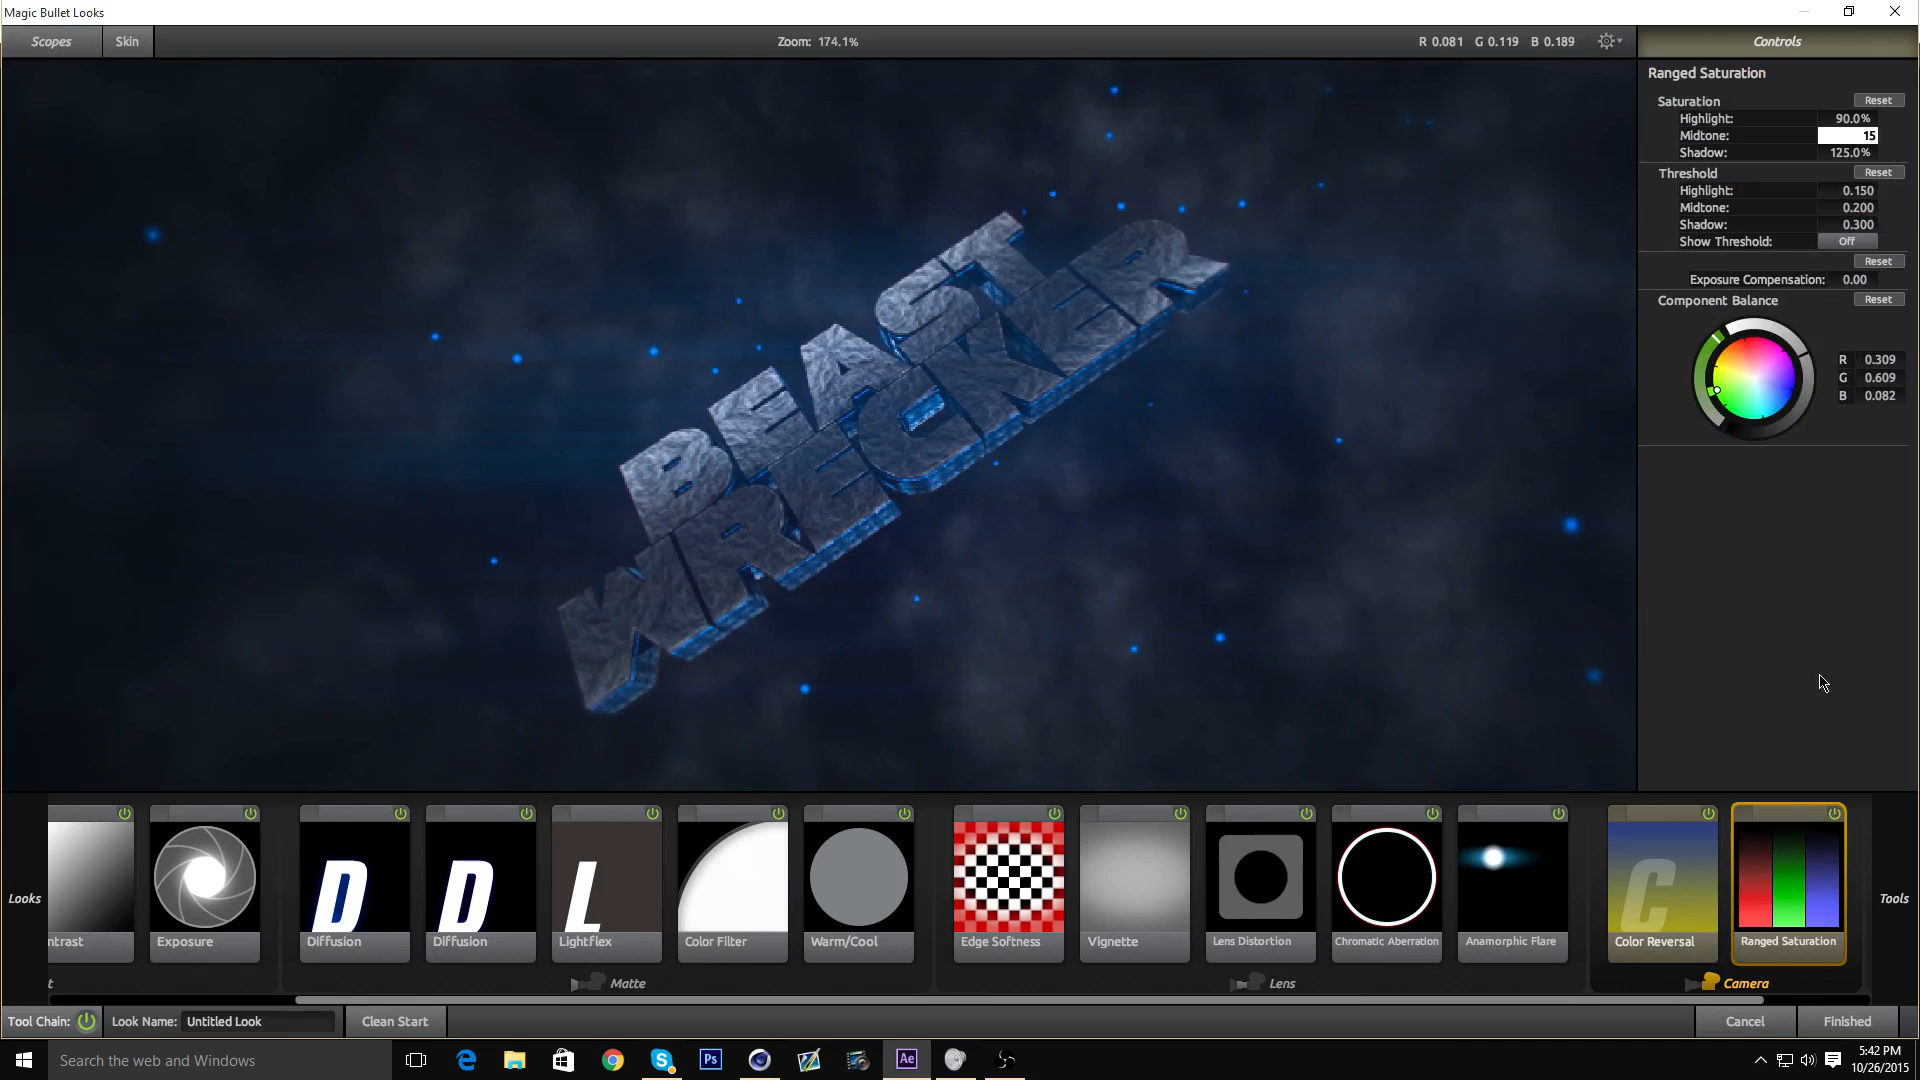 Magic Bullet Looks
Scopes
Skin
Zoom: 174.1%
R 0.081 G 0.119 B 0.189
Controls
Ranged Saturation
Saturation Reset
Highlight: 90.0%
Midtone: 15
Shadow: 125.0%
Threshold Reset
Highlight: 0.150
Midtone: 0.200
Shadow: 0.300
Show Threshold: Off
Reset
Exposure Compensation: 0.00
Component Balance Reset
R 0.309
G 0.609
B 0.082
BEAST
WRECKER
Looks
ntrast
Exposure
D
Diffusion
D
Diffusion
L
Lightflex
Color Filter
Warm/Cool
Edge Softness
Vignette
Lens Distortion
Chromatic Aberration
Anamorphic Flare
C
Color Reversal
Ranged Saturation
Tools
t
Matte
Lens
Camera
Tool Chain:
Look Name: Untitled Look
Clean Start
Cancel
Finished
Search the web and Windows
Ps
Ae
5:42 PM
10/26/2015